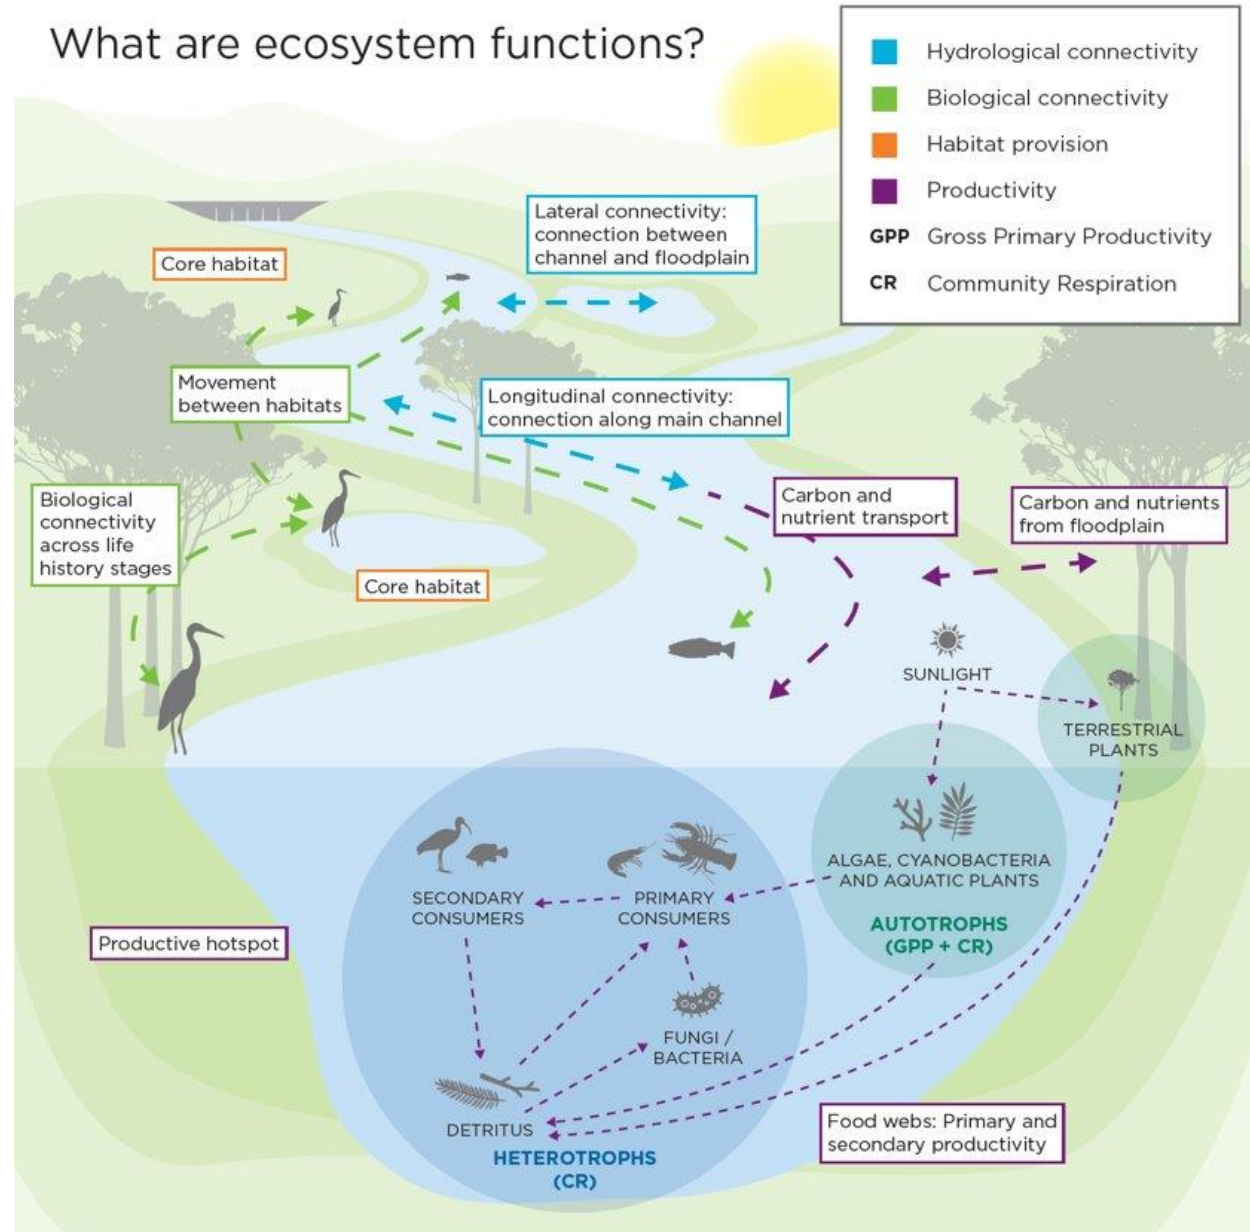 What are ecosystem functions?
Hydrological connectivity
Biological connectivity
Habitat provision
Productivity
GPP Gross Primary Productivity
CR Community Respiration
Lateral connectivity:
connection between
channel and floodplain
Core habitat
Movement
between habitats
Longitudinal connectivity:
connection along main channel
Biological
connectivity
across life
history stages
Carbon and
nutrient transport
Carbon and nutrients
from floodplain
Core habitat
SUNLIGHT
TERRESTRIAL
PLANTS
ALGAE, CYANOBACTERIA
AND AQUATIC PLANTS
AUTOTROPHS
(GPP + CR)
SECONDARY
CONSUMERS
PRIMARY
CONSUMERS
Productive hotspot
FUNGI /
BACTERIA
DETRITUS
HETEROTROPHS
(CR)
Food webs: Primary and
secondary productivity